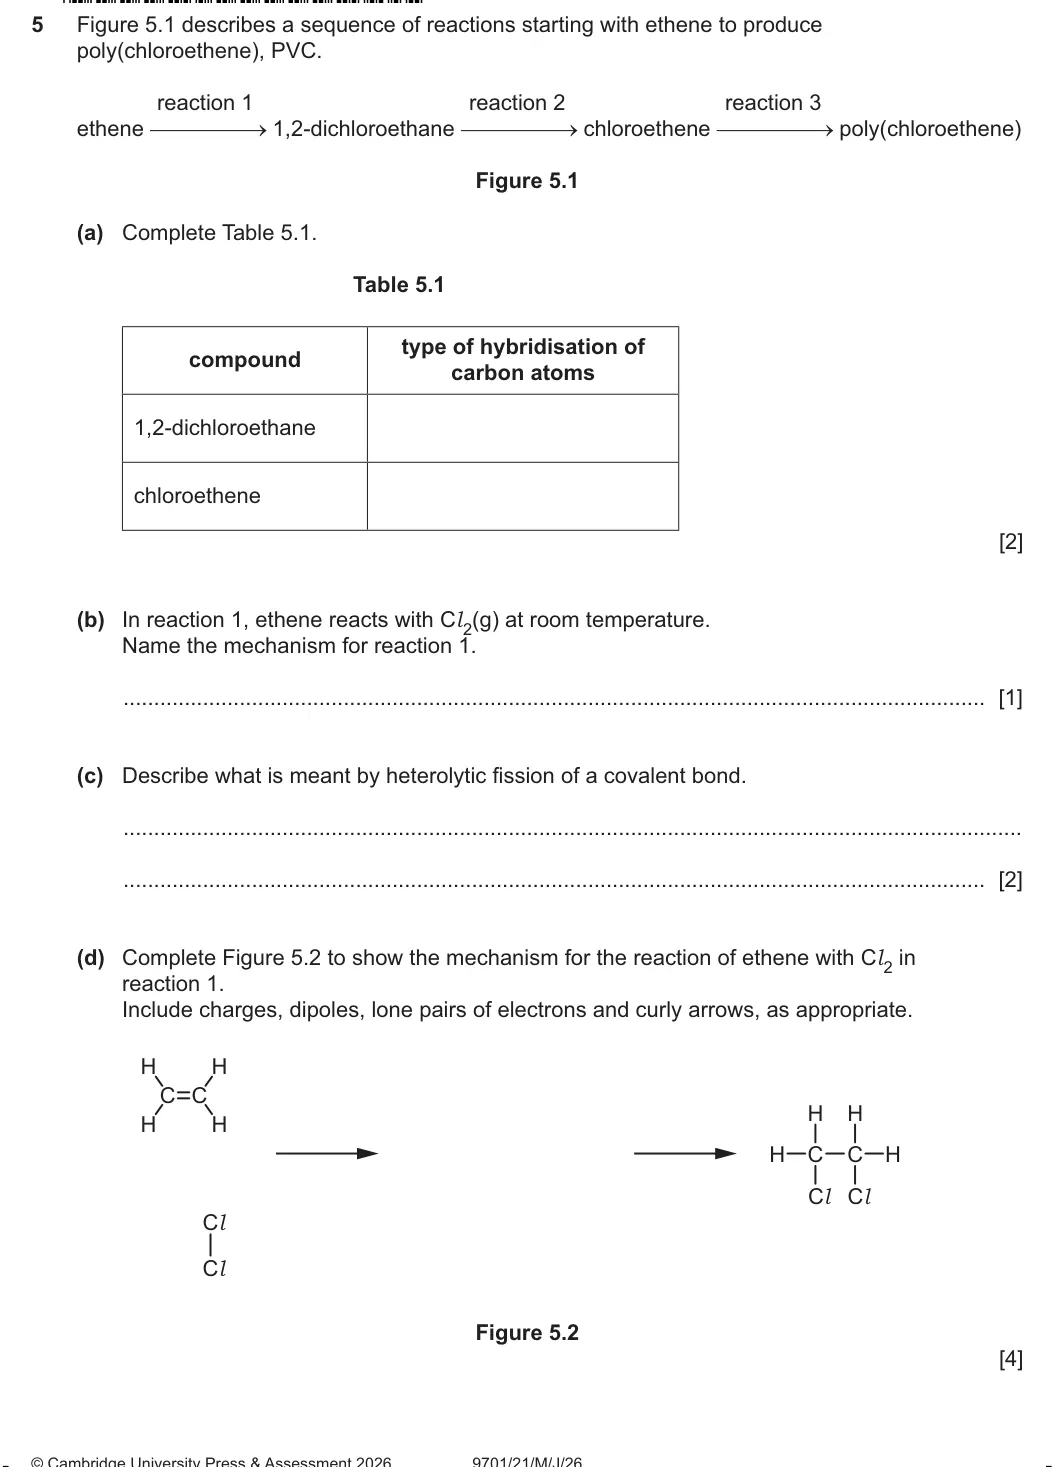 5 Figure 5.1 describes a sequence of reactions starting with ethene to produce
poly(chloroethene), PVC.
reaction 1 reaction 2 reaction 3
ethene ⟶ 1,2-dichloroethane ⟶ chloroethene ⟶ poly(chloroethene)
Figure 5.1
(a) Complete Table 5.1.
Table 5.1
compound
type of hybridisation of
carbon atoms
1,2-dichloroethane
chloroethene
[2]
(b) In reaction 1, ethene reacts with Cl₂(g) at room temperature.
Name the mechanism for reaction 1.
[1]
(c) Describe what is meant by heterolytic fission of a covalent bond.
[2]
(d) Complete Figure 5.2 to show the mechanism for the reaction of ethene with Cl₂ in
reaction 1.
Include charges, dipoles, lone pairs of electrons and curly arrows, as appropriate.
H H
C=C
H H
Cl
Cl
H H
H–C–C–H
Cl Cl
Figure 5.2
[4]
© Cambridge University Press & Assessment 2026 9701/21/M/J/26